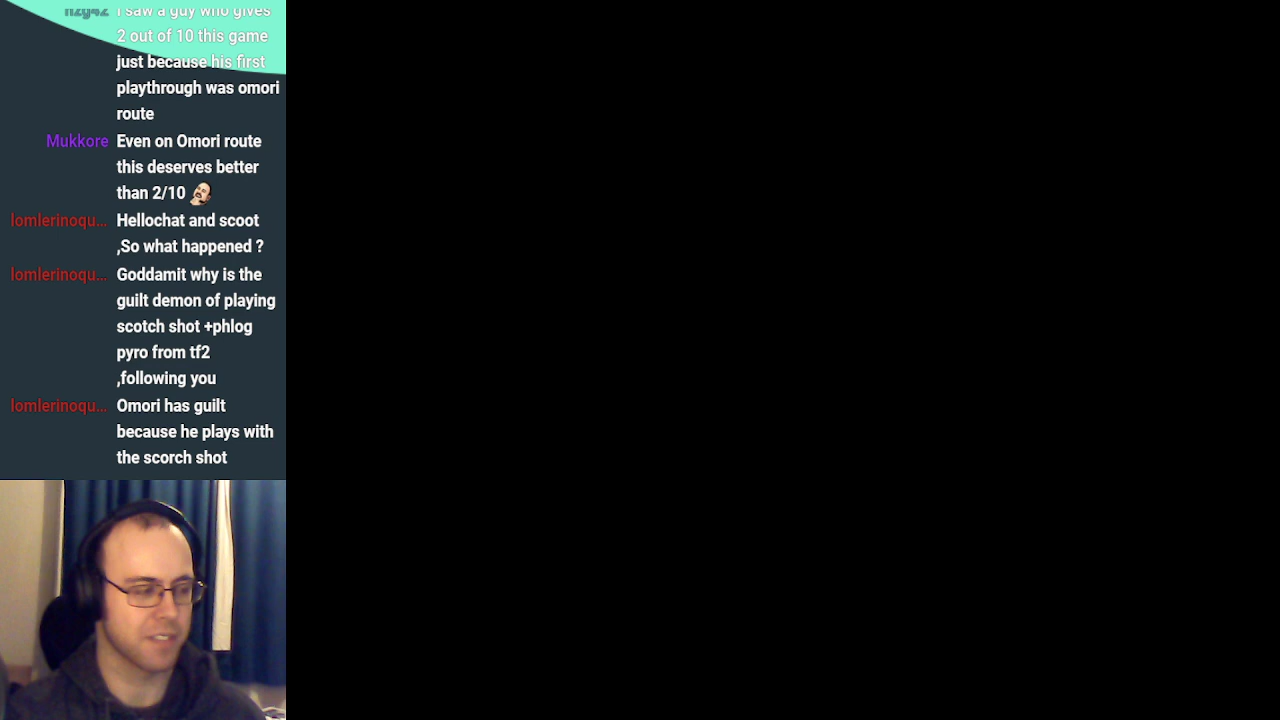 I saw a guy who gives
2 out of 10 this game
just because his first
playthrough was omori
route
Mukkore Even on Omori route
this deserves better
than 2/10
lomlerinoqu... Hellochat and scoot
,So what happened ?
lomlerinoqu... Goddamit why is the
guilt demon of playing
scotch shot +phlog
pyro from tf2
,following you
lomlerinoqu... Omori has guilt
because he plays with
the scorch shot